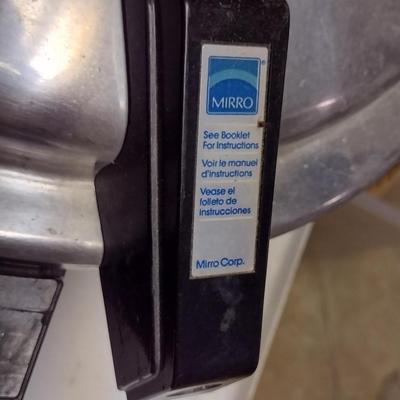 MIRRO®
See Booklet
For Instructions
Voir le manuel
d'instructions
Vease el
folleto de
instrucciones
Mirro Corp.